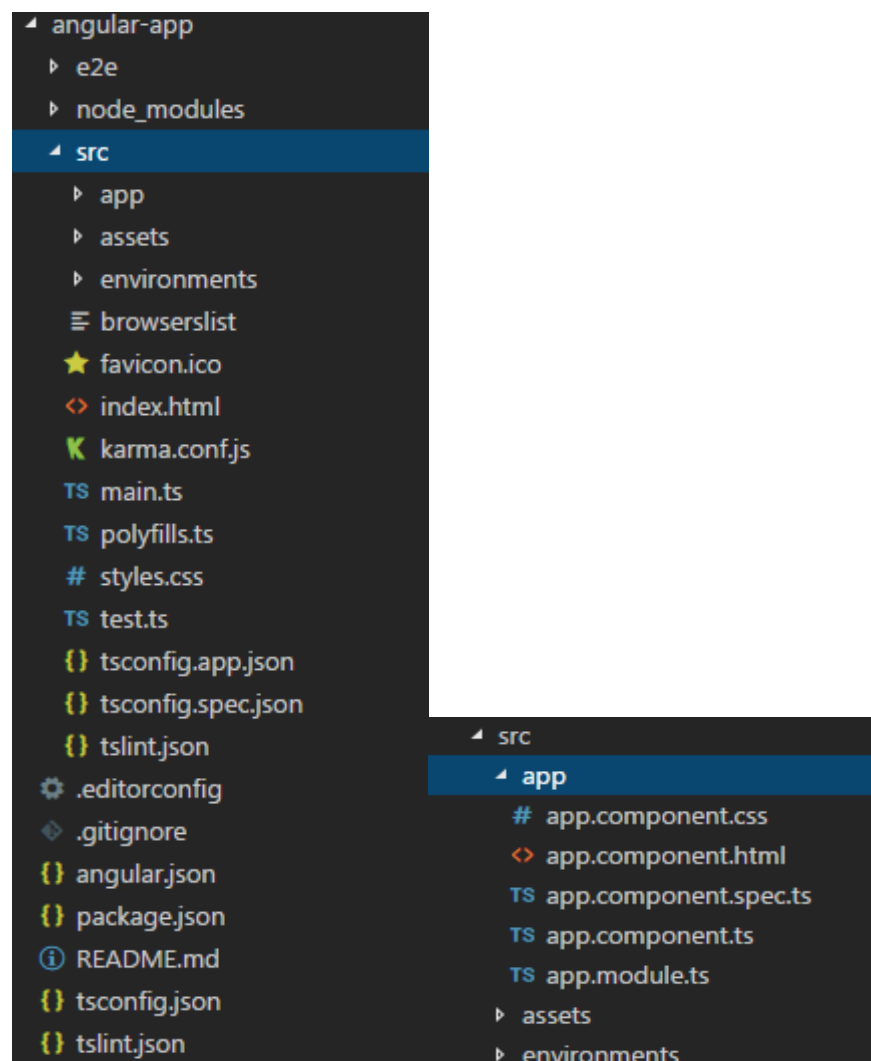 angular-app
e2e
node_modules
src
app
assets
environments
browserslist
favicon.ico
index.html
karma.conf.js
TS main.ts
TS polyfills.ts
# styles.css
TS test.ts
{} tsconfig.app.json
{} tsconfig.spec.json
{} tslint.json
.editorconfig
.gitignore
{} angular.json
{} package.json
README.md
{} tsconfig.json
{} tslint.json
src
app
# app.component.css
<> app.component.html
TS app.component.spec.ts
TS app.component.ts
TS app.module.ts
assets
environments